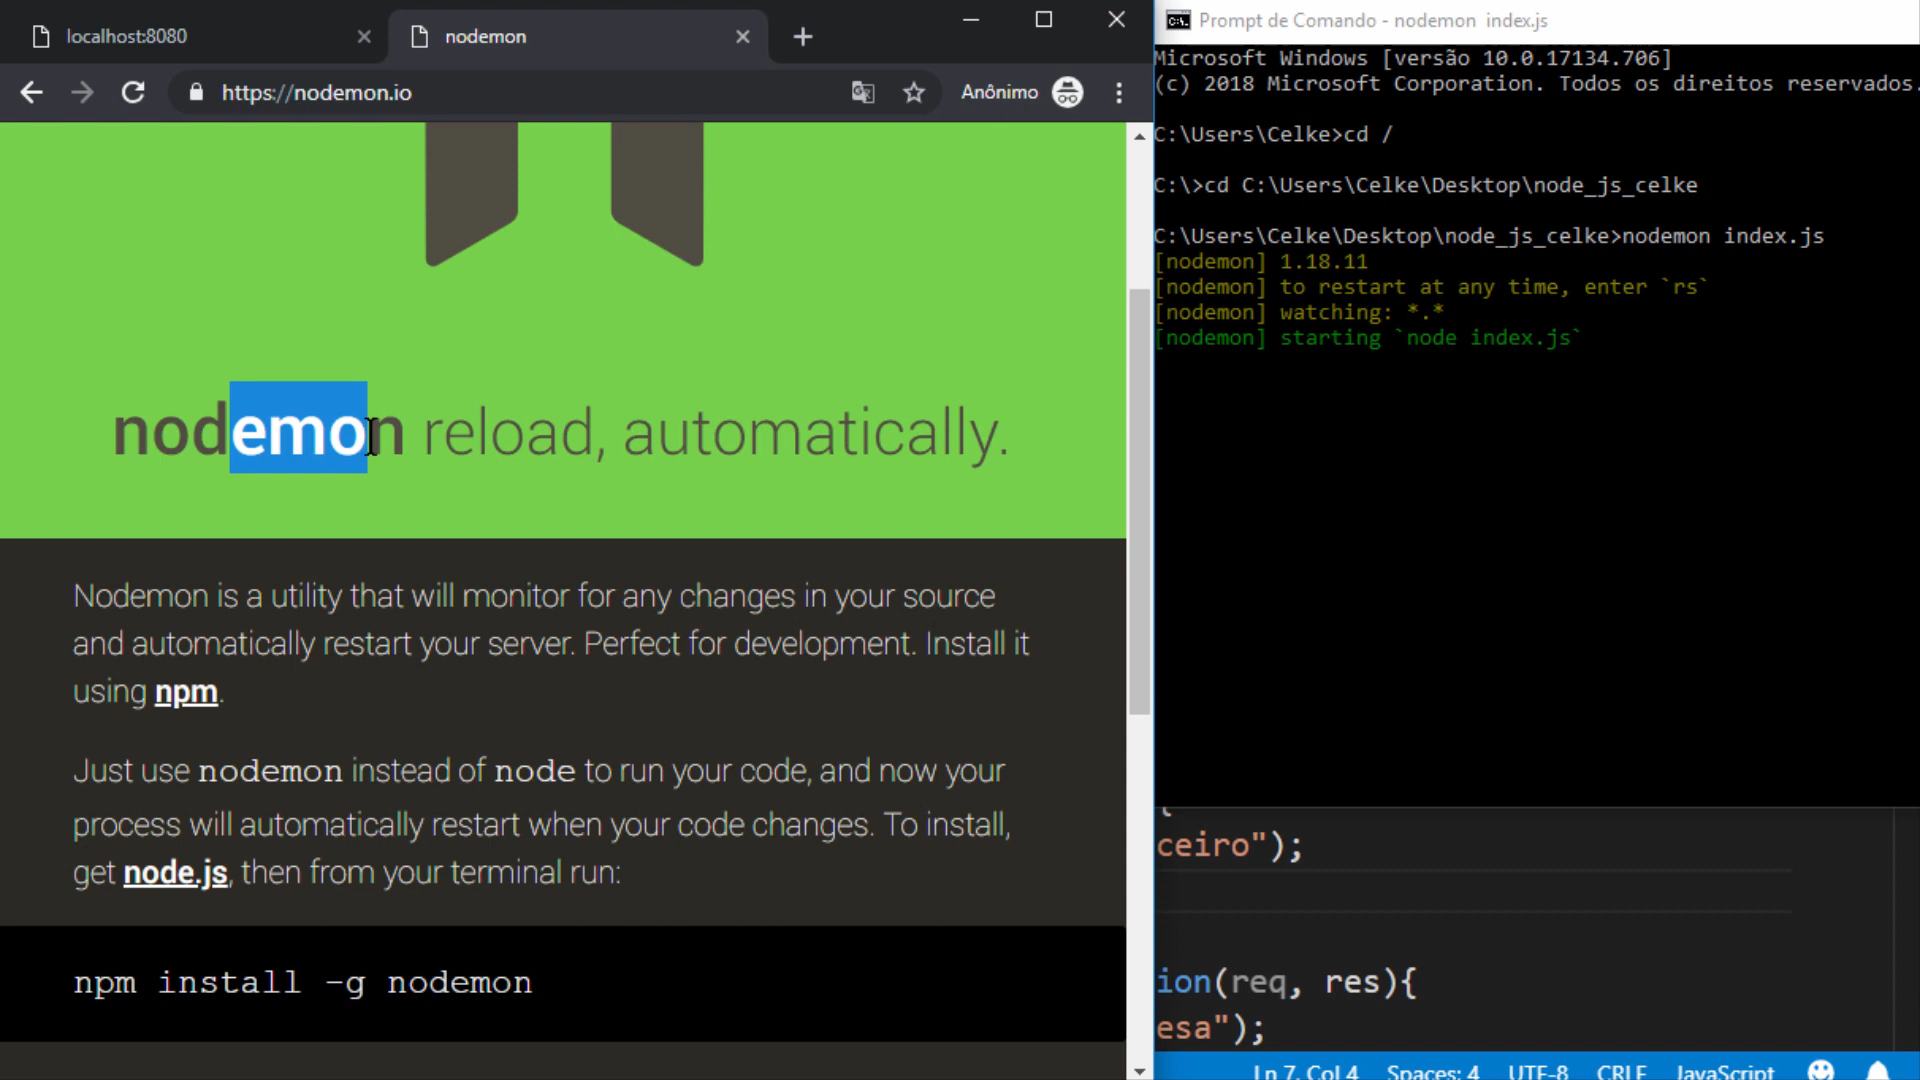 localhost:8080
nodemon
https://nodemon.io
Anônimo
nodemon reload, automatically.
Nodemon is a utility that will monitor for any changes in your source
and automatically restart your server. Perfect for development. Install it
using npm.
Just use nodemon instead of node to run your code, and now your
process will automatically restart when your code changes. To install,
get node.js, then from your terminal run:
npm install -g nodemon
Prompt de Comando - nodemon  index.js
Microsoft Windows [versão 10.0.17134.706]
(c) 2018 Microsoft Corporation. Todos os direitos reservados.
C:\Users\Celke>cd /
C:\>cd C:\Users\Celke\Desktop\node_js_celke
C:\Users\Celke\Desktop\node_js_celke>nodemon index.js
[nodemon] 1.18.11
[nodemon] to restart at any time, enter `rs`
[nodemon] watching: *.*
[nodemon] starting `node index.js`
ceiro");
ion(req, res){
esa");
Ln 7, Col 4 Spaces: 4 UTF-8 CRLF JavaScript